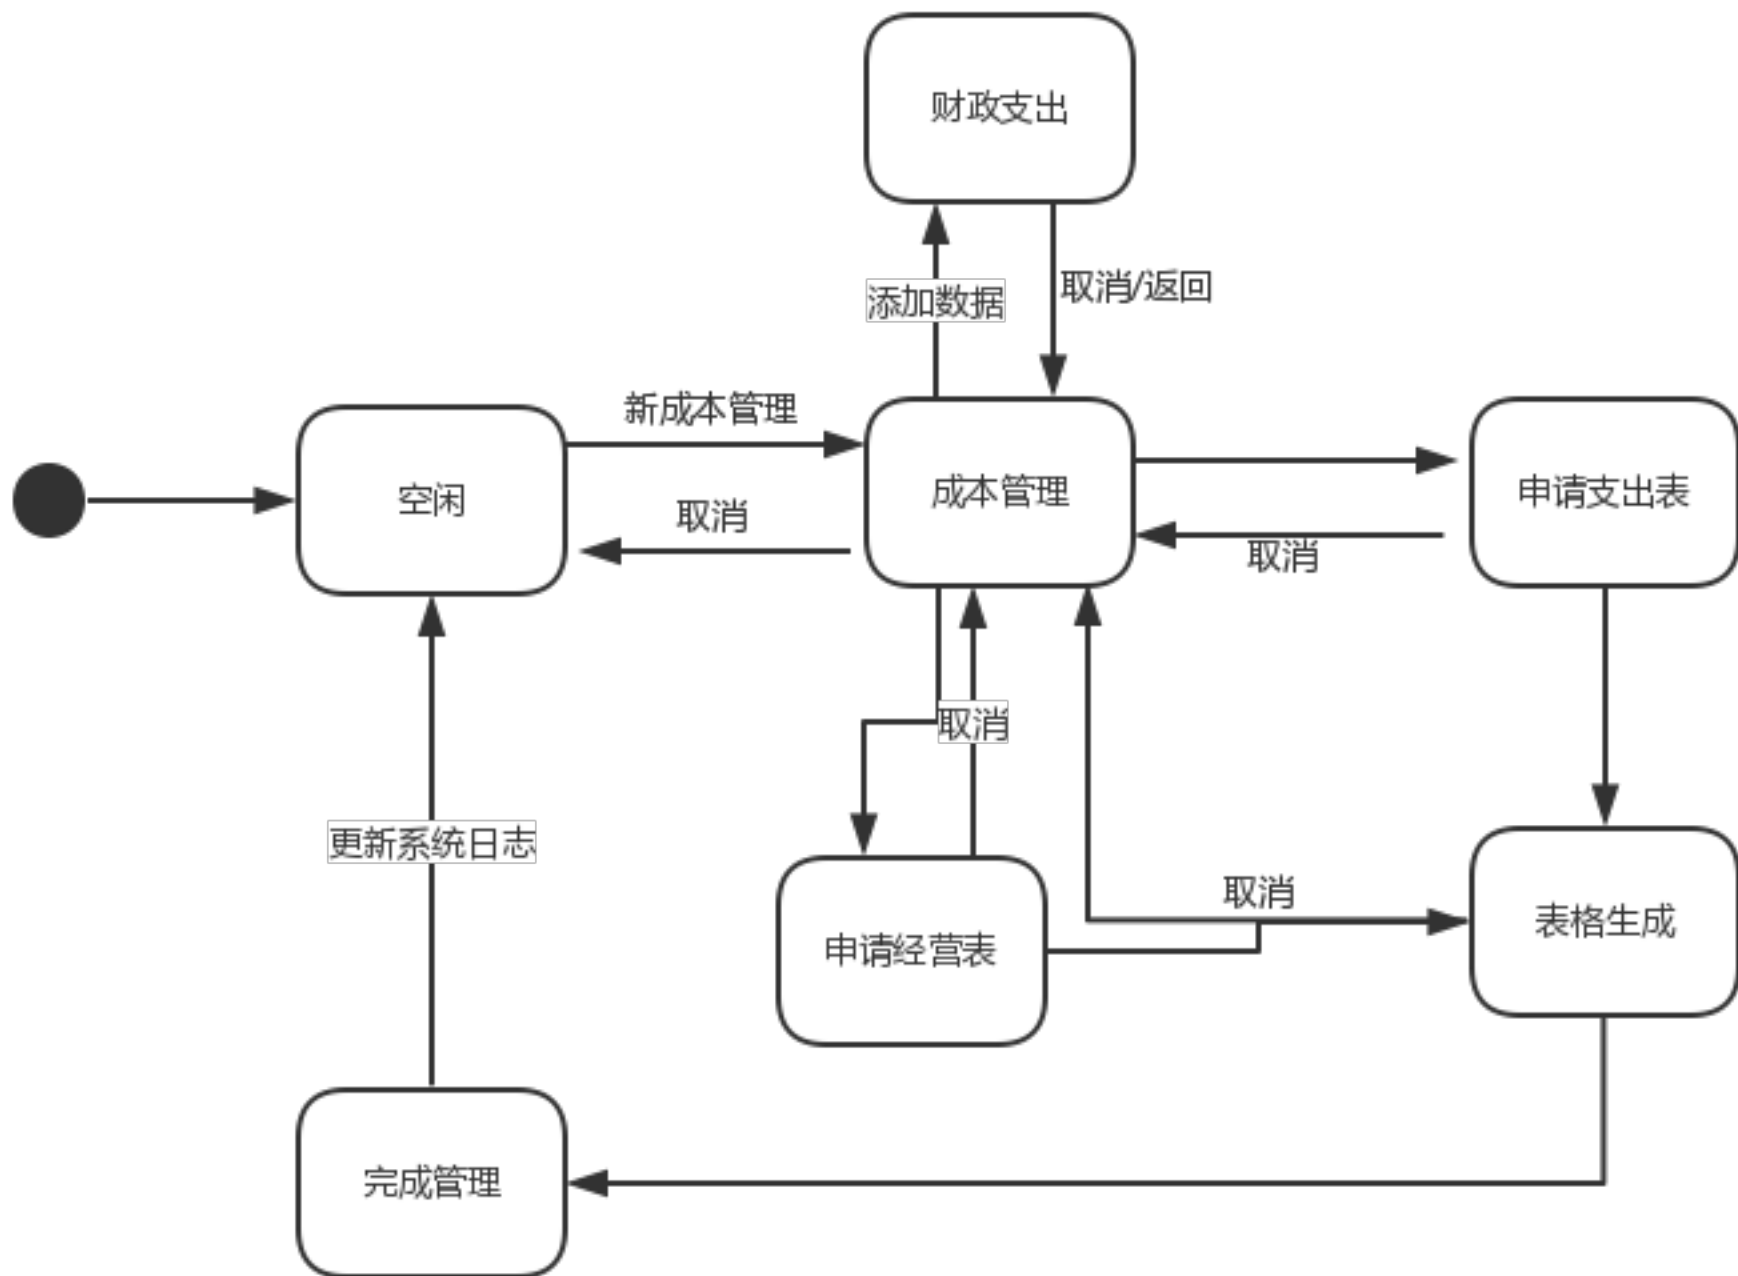 财政支出
添加数据
取消/返回
新成本管理
空闲
取消
成本管理
申请支出表
取消
取消
更新系统日志
取消
表格生成
申请经营表
完成管理